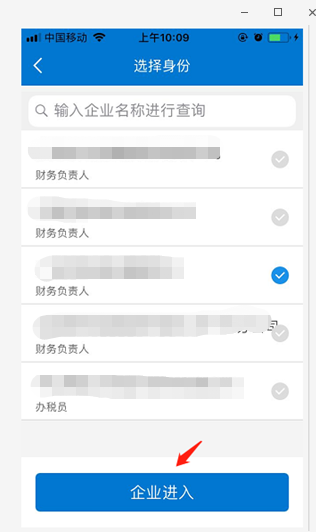 中国移动
上午10:09
选择身份
输入企业名称进行查询
财务负责人
财务负责人
财务负责人
司
财务负责人
办税员
企业进入